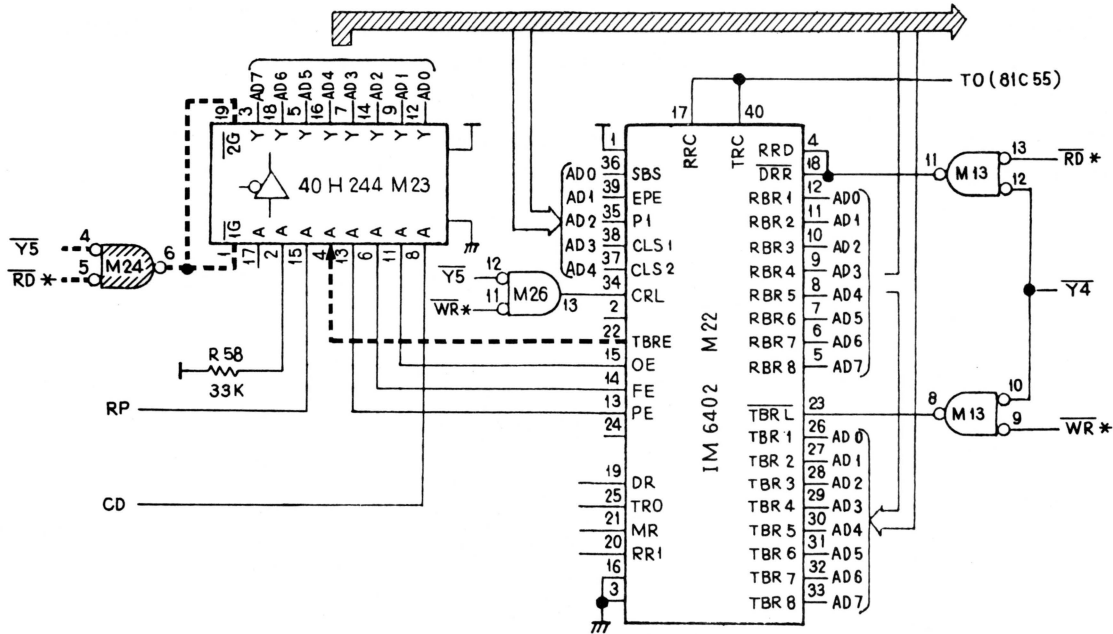 AD7 AD6 AD5 AD4 AD3 AD2 AD1 AD0
19 3 18 5 16 7 14 9 12
2G Y Y Y Y Y Y Y Y
40 H 244 M23
1G A A A A A A A A
1 17 2 15 4 13 6 11 8
Y5 4
RD * 5
M24
6
R 58
33K
RP
CD
TO (81C55)
17 40
RRC TRC
1
AD0 36 SBS
AD1 39 EPE
AD2 35 P1
AD3 38 CLS 1
AD4 37 CLS 2
Y5 12
WR* 11
M26
13
34 CRL
2
22 TBRE
15 OE
14 FE
13 PE
24
19 DR
25 TRO
21 MR
20 RR1
16
3
IM 6402 M22
RRD 4
DRR 18
RBR 1 12 AD0
RBR 2 11 AD1
RBR 3 10 AD2
RBR 4 9 AD3
RBR 5 8 AD4
RBR 6 7 AD5
RBR 7 6 AD6
RBR 8 5 AD7
TBR L 23
TBR 1 26 AD0
TBR 2 27 AD1
TBR 3 28 AD2
TBR 4 29 AD3
TBR 5 30 AD4
TBR 6 31 AD5
TBR 7 32 AD6
TBR 8 33 AD7
11 M13 13 RD *
12
Y4
8 M13 10
9 WR *